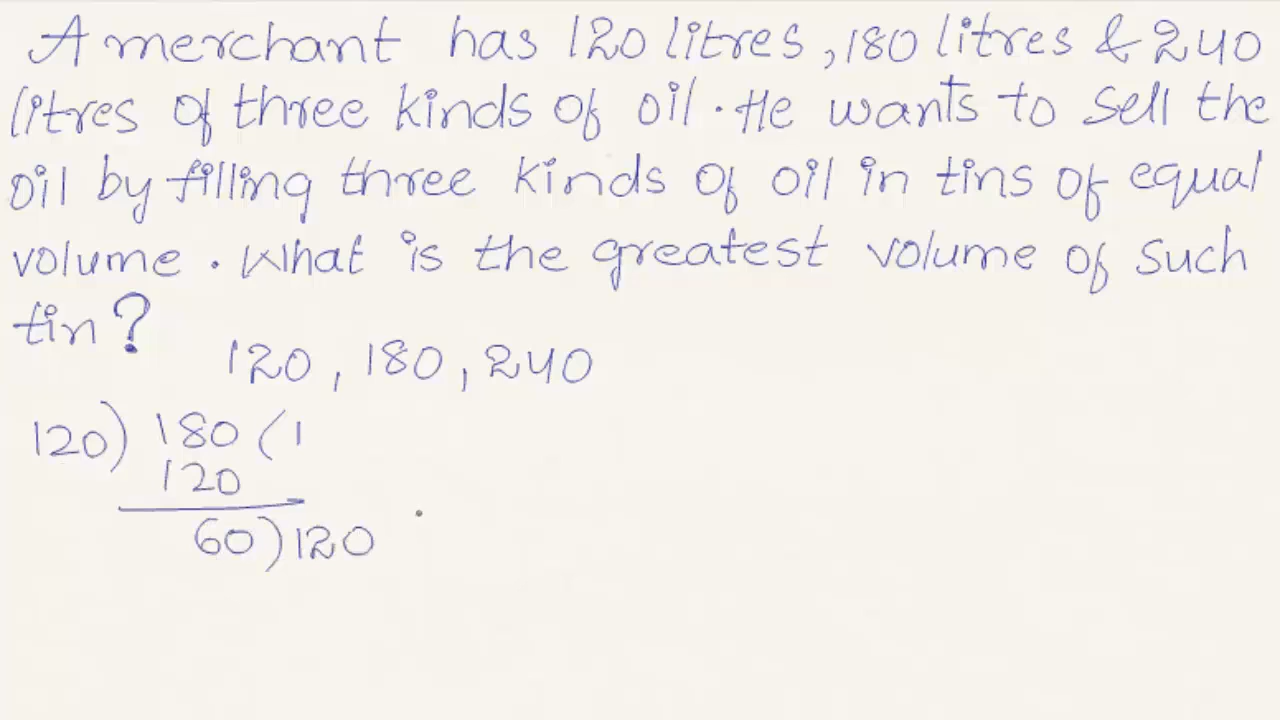 A merchant has 120 litres, 180 litres & 240
litres of three kinds of oil. He wants to sell the
oil by filling three kinds of oil in tins of equal
volume. What is the greatest volume of such
tin?
120, 180, 240
120) 180 (1
120
60) 120